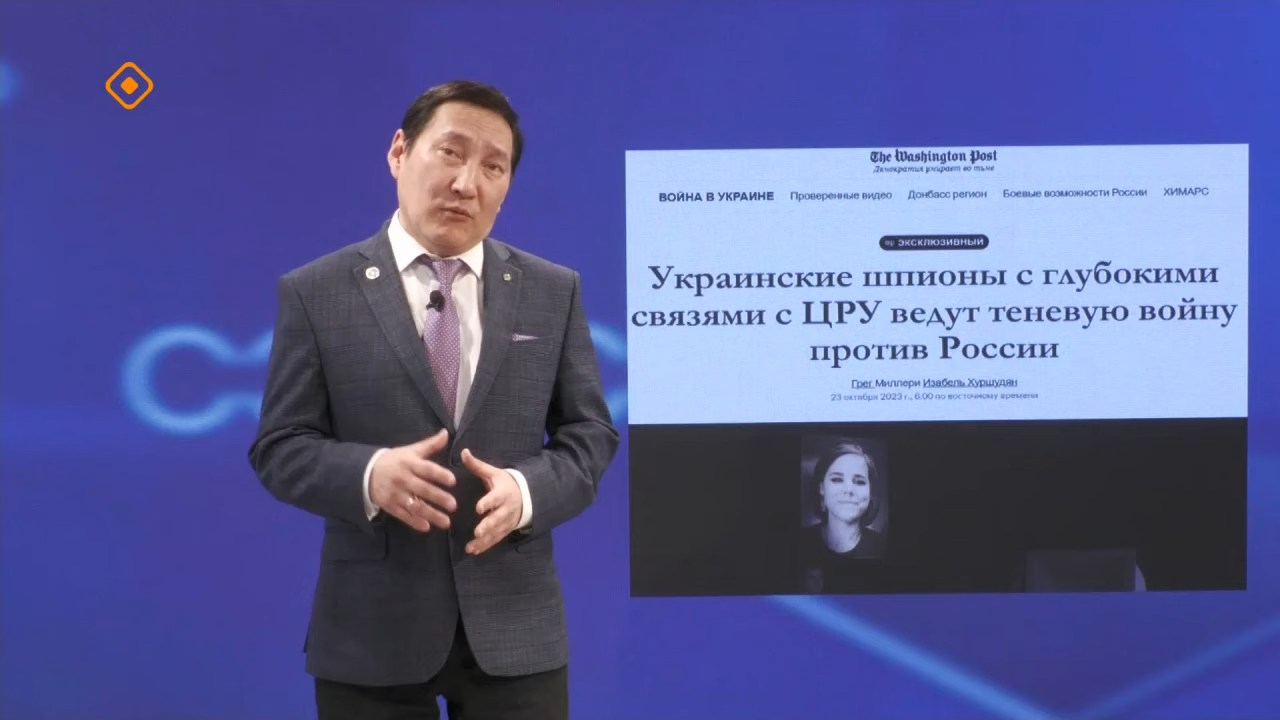 The Washington Post
Демократия умирает во тьме
ВОЙНА В УКРАИНЕ Проверенные видео Донбасс регион Боевые возможности России ХИМАРС
ЭКСКЛЮЗИВНЫЙ
Украинские шпионы с глубокими
связями с ЦРУ ведут теневую войну
против России
Грег Миллери Изабель Хуршудян
23 октября 2023 г., 6:00 по восточному времени